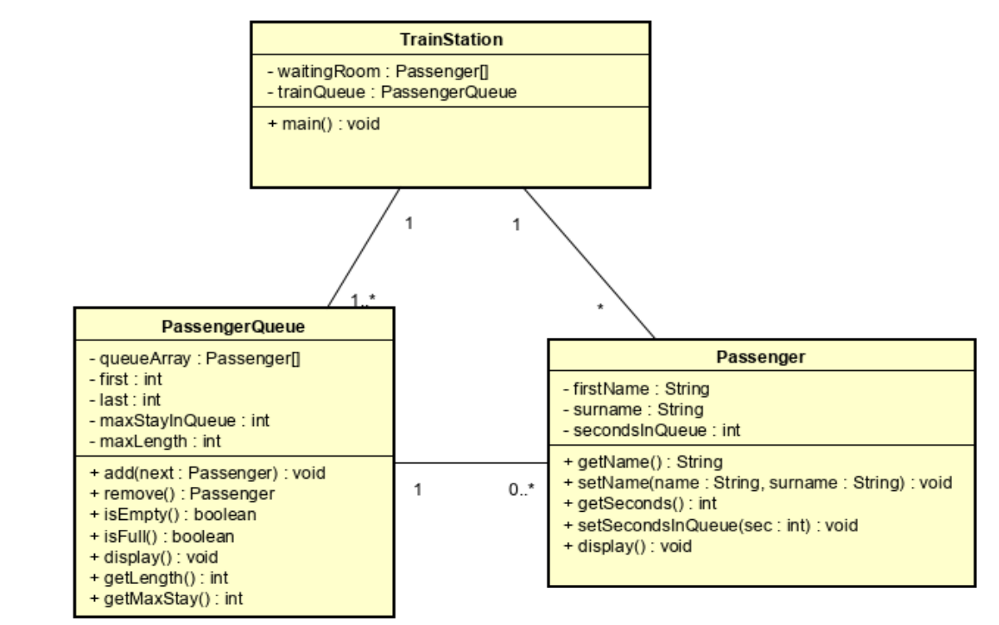 TrainStation
- waitingRoom : Passenger[]
- trainQueue : PassengerQueue
+ main() : void
1
1
1..*
*
PassengerQueue
- queueArray : Passenger[]
- first : int
- last : int
- maxStayInQueue : int
- maxLength : int
+ add(next : Passenger) : void
+ remove() : Passenger
+ isEmpty() : boolean
+ isFull() : boolean
+ display() : void
+ getLength() : int
+ getMaxStay() : int
1
0..*
Passenger
- firstName : String
- surname : String
- secondsInQueue : int
+ getName() : String
+ setName(name : String, surname : String) : void
+ getSeconds() : int
+ setSecondsInQueue(sec : int) : void
+ display() : void